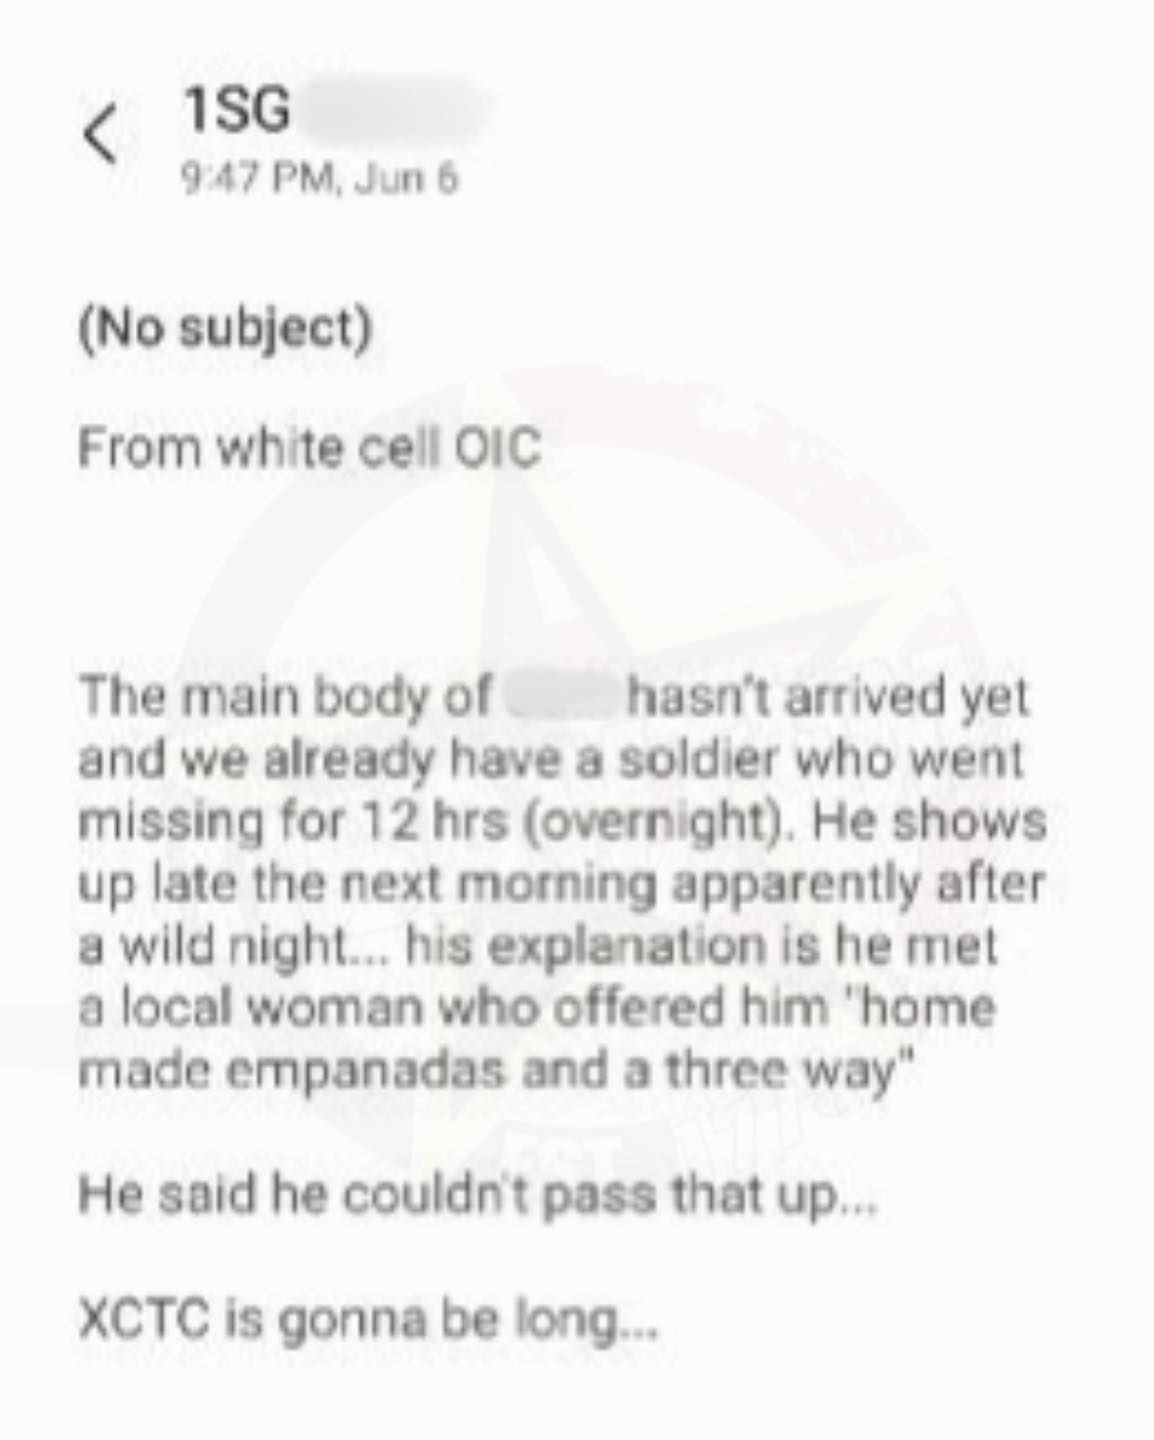 1SG
9:47 PM, Jun 6
(No subject)
From white cell OIC
The main body of hasn't arrived yet
and we already have a soldier who went
missing for 12 hrs (overnight). He shows
up late the next morning apparently after
a wild night... his explanation is he met
a local woman who offered him "home
made empanadas and a three way"
He said he couldn't pass that up...
XCTC is gonna be long...
EST. 1776